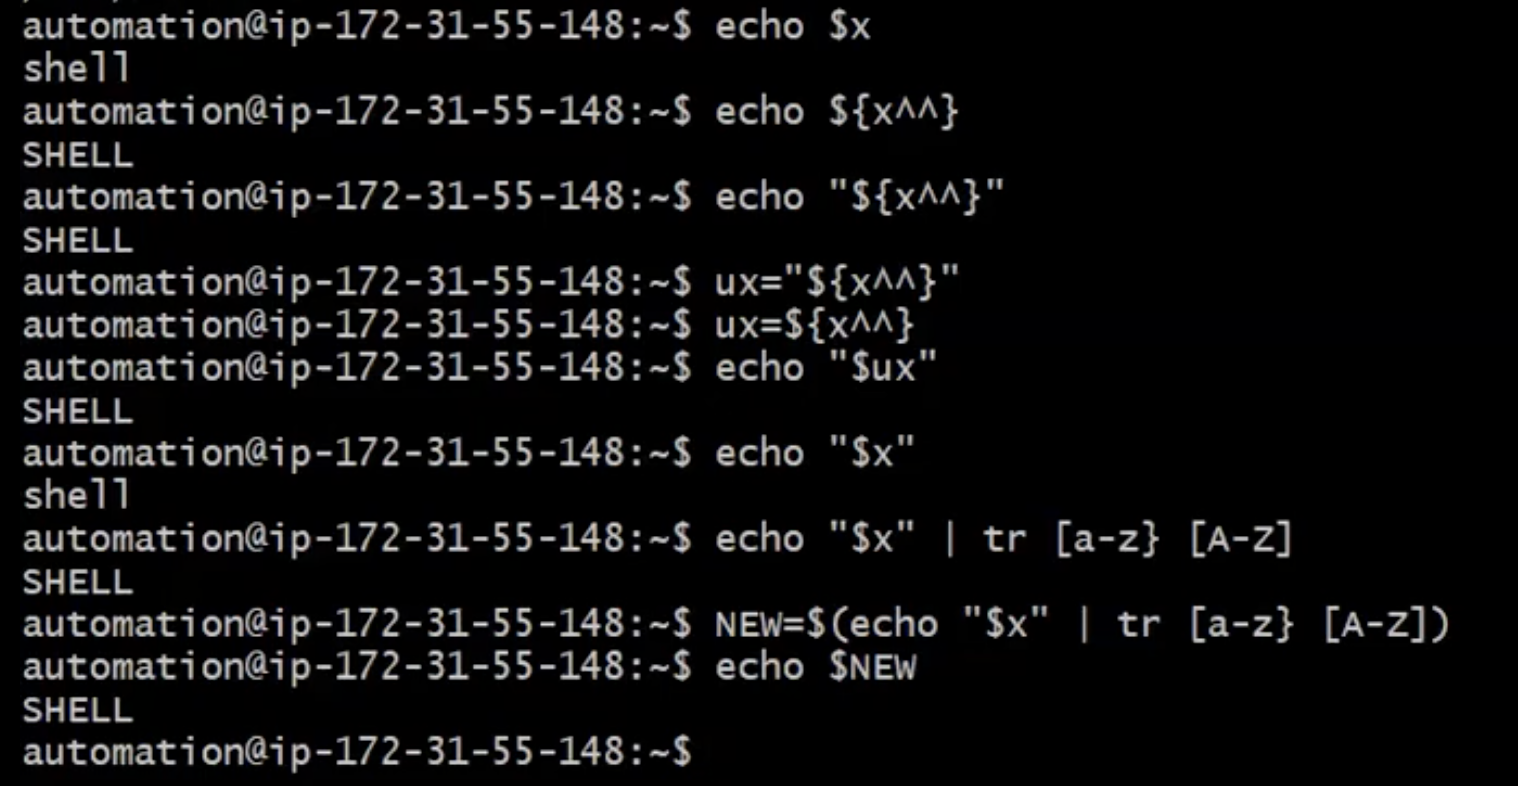 automation@ip-172-31-55-148:~$ echo $x
shell
automation@ip-172-31-55-148:~$ echo ${x^^}
SHELL
automation@ip-172-31-55-148:~$ echo "${x^^}"
SHELL
automation@ip-172-31-55-148:~$ ux="${x^^}"
automation@ip-172-31-55-148:~$ ux=${x^^}
automation@ip-172-31-55-148:~$ echo "$ux"
SHELL
automation@ip-172-31-55-148:~$ echo "$x"
shell
automation@ip-172-31-55-148:~$ echo "$x" | tr [a-z} [A-Z]
SHELL
automation@ip-172-31-55-148:~$ NEW=$(echo "$x" | tr [a-z} [A-Z])
automation@ip-172-31-55-148:~$ echo $NEW
SHELL
automation@ip-172-31-55-148:~$